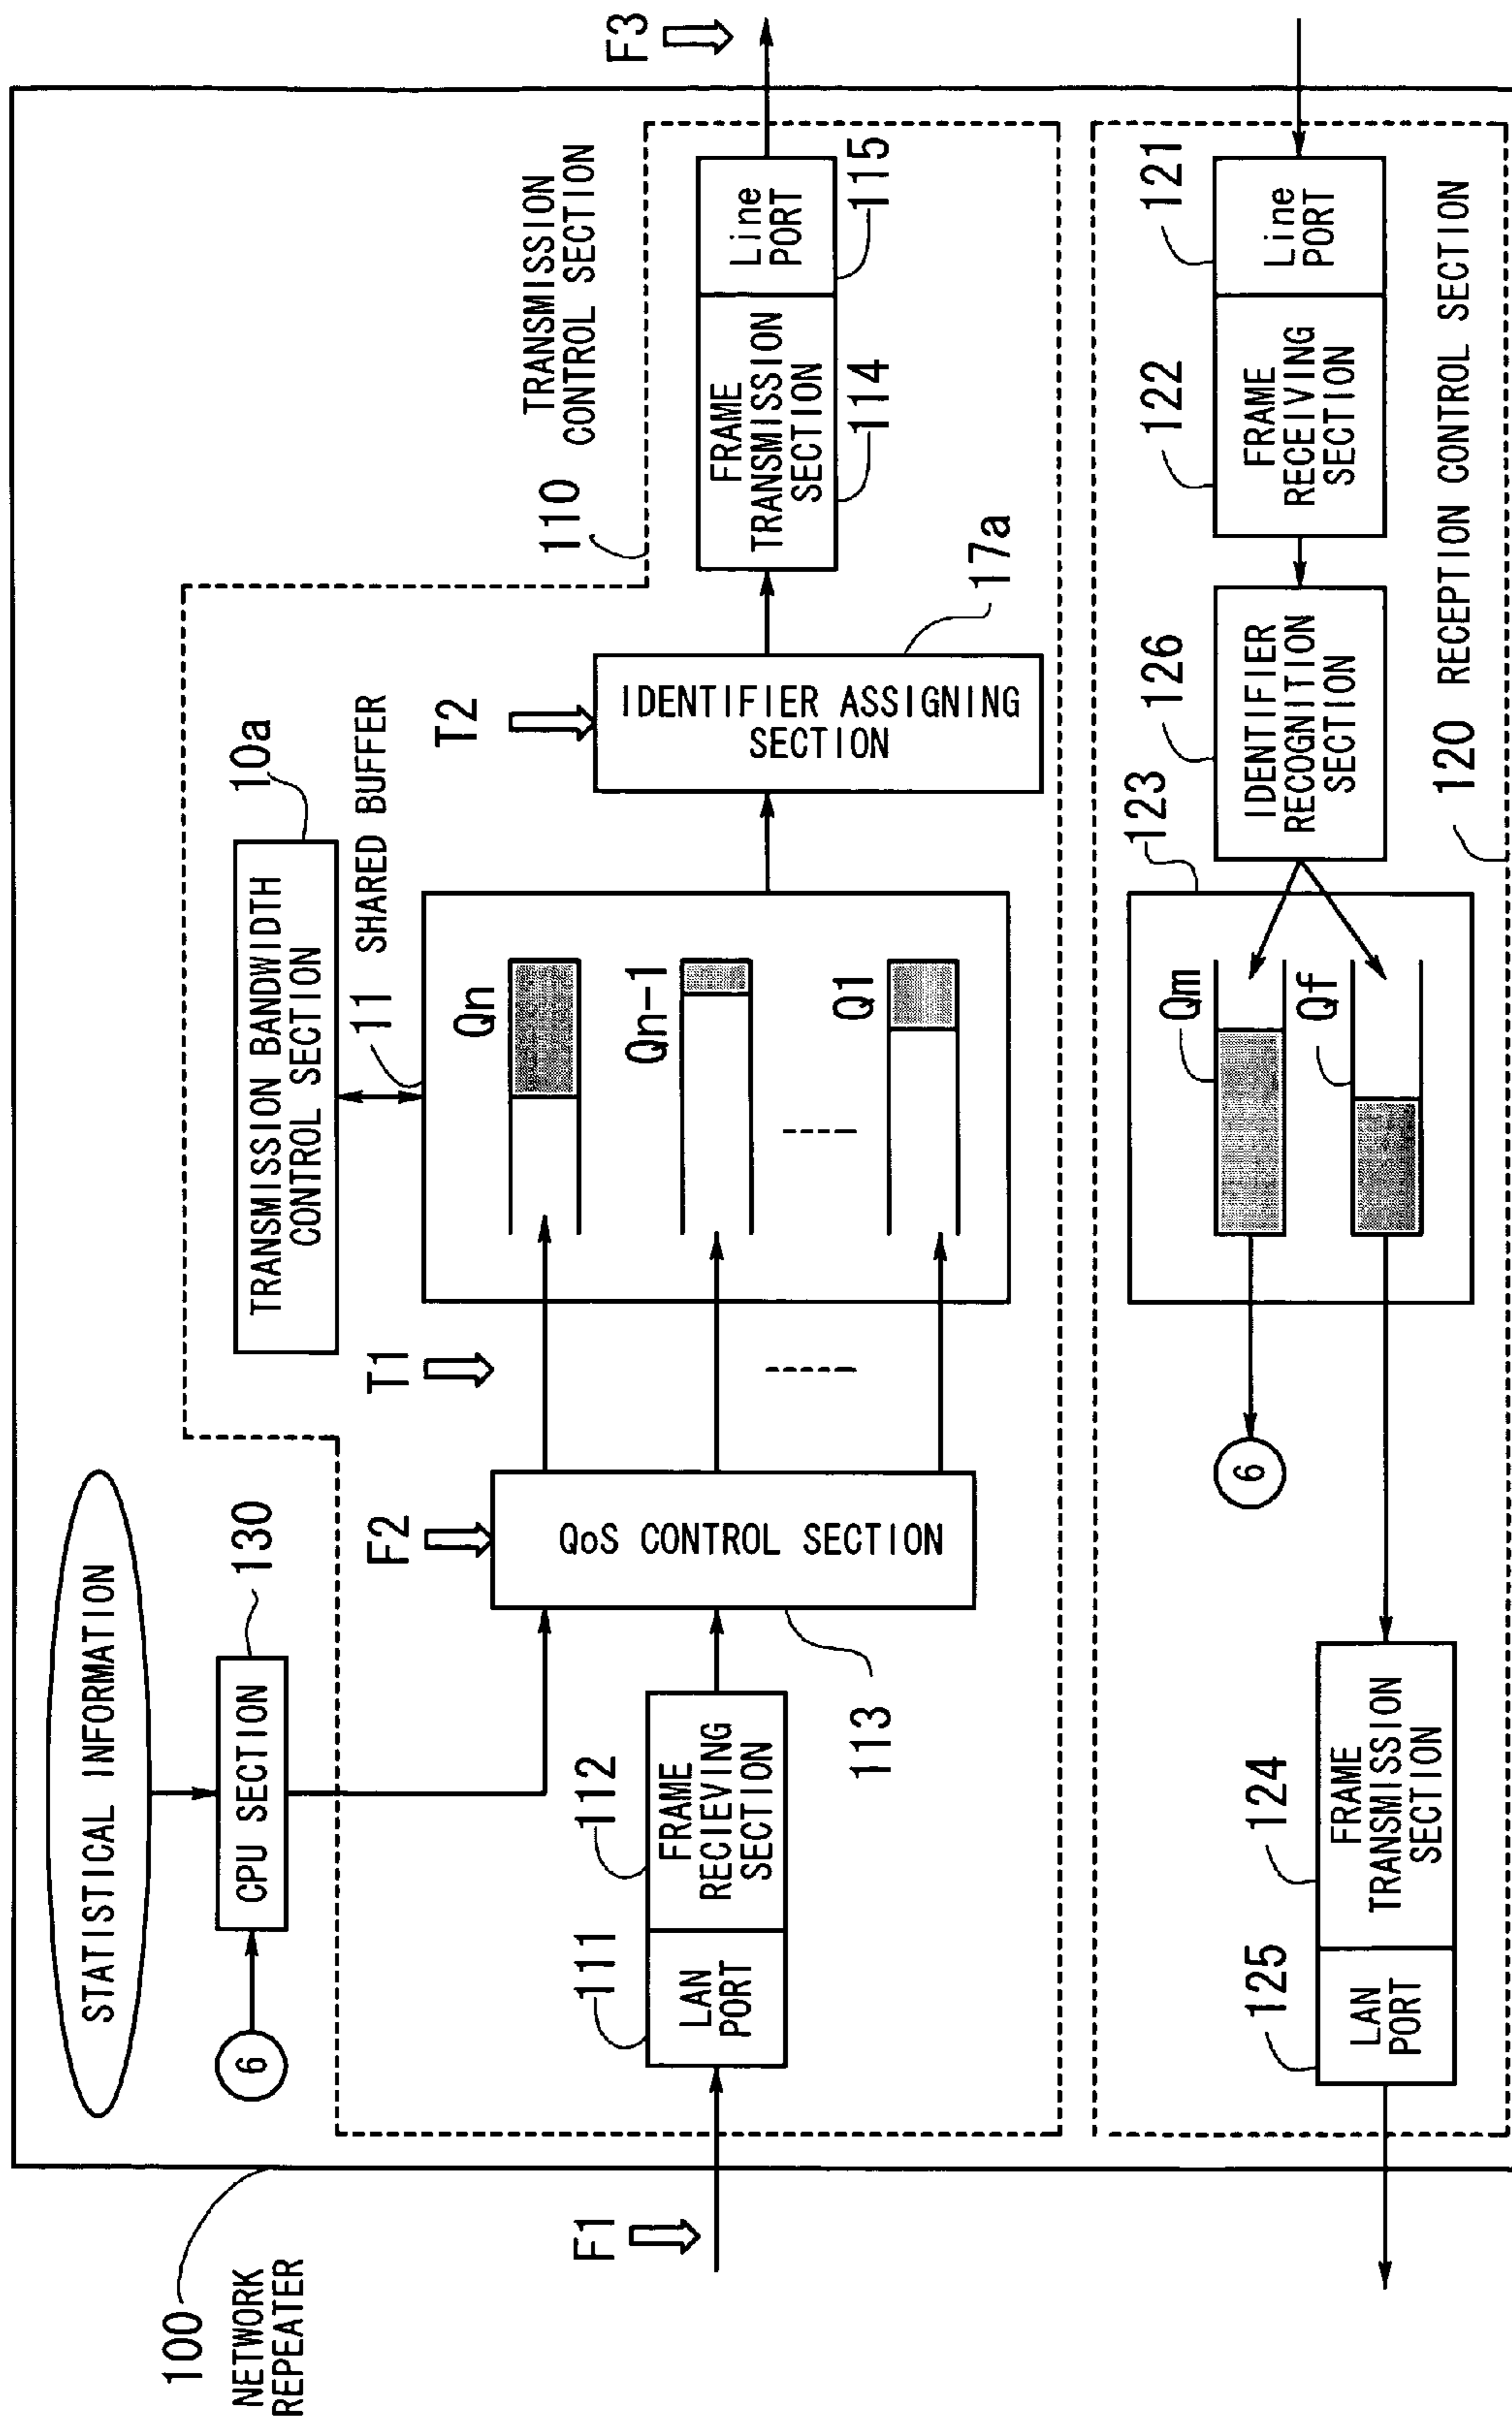 100
NETWORK
REPEATER
STATISTICAL INFORMATION
6
CPU SECTION
130
TRANSMISSION BANDWIDTH
CONTROL SECTION
10a
11
SHARED BUFFER
110
TRANSMISSION
CONTROL SECTION
F1
111
LAN
PORT
112
FRAME
RECIEVING
SECTION
F2
QoS CONTROL SECTION
113
T1
Qn
Qn-1
Q1
T2
IDENTIFIER ASSIGNING
SECTION
17a
FRAME
TRANSMISSION
SECTION
114
Line
PORT
115
F3
125
LAN
PORT
124
FRAME
TRANSMISSION
SECTION
6
123
Qm
Qf
126
IDENTIFIER
RECOGNITION
SECTION
122
FRAME
RECEIVING
SECTION
121
Line
PORT
120 RECEPTION CONTROL SECTION